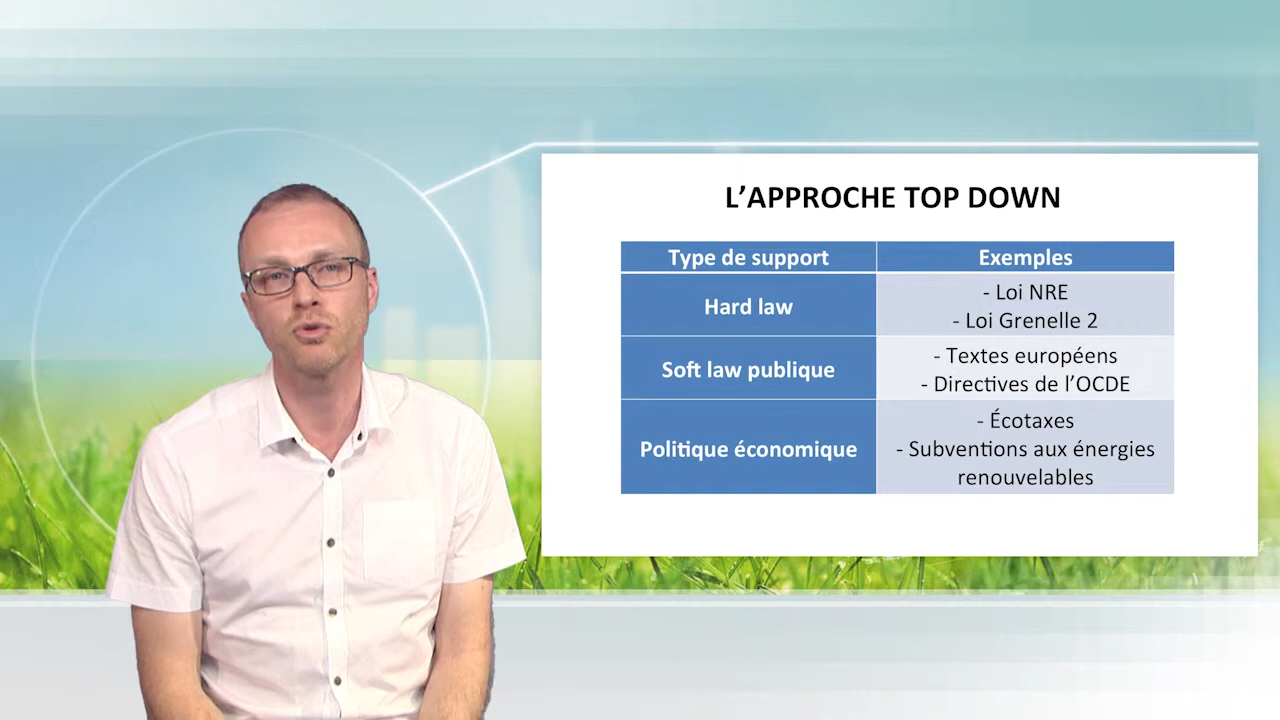 L’APPROCHE TOP DOWN
Type de support
Exemples
Hard law
- Loi NRE
- Loi Grenelle 2
Soft law publique
- Textes européens
- Directives de l’OCDE
Politique économique
- Écotaxes
- Subventions aux énergies
renouvelables